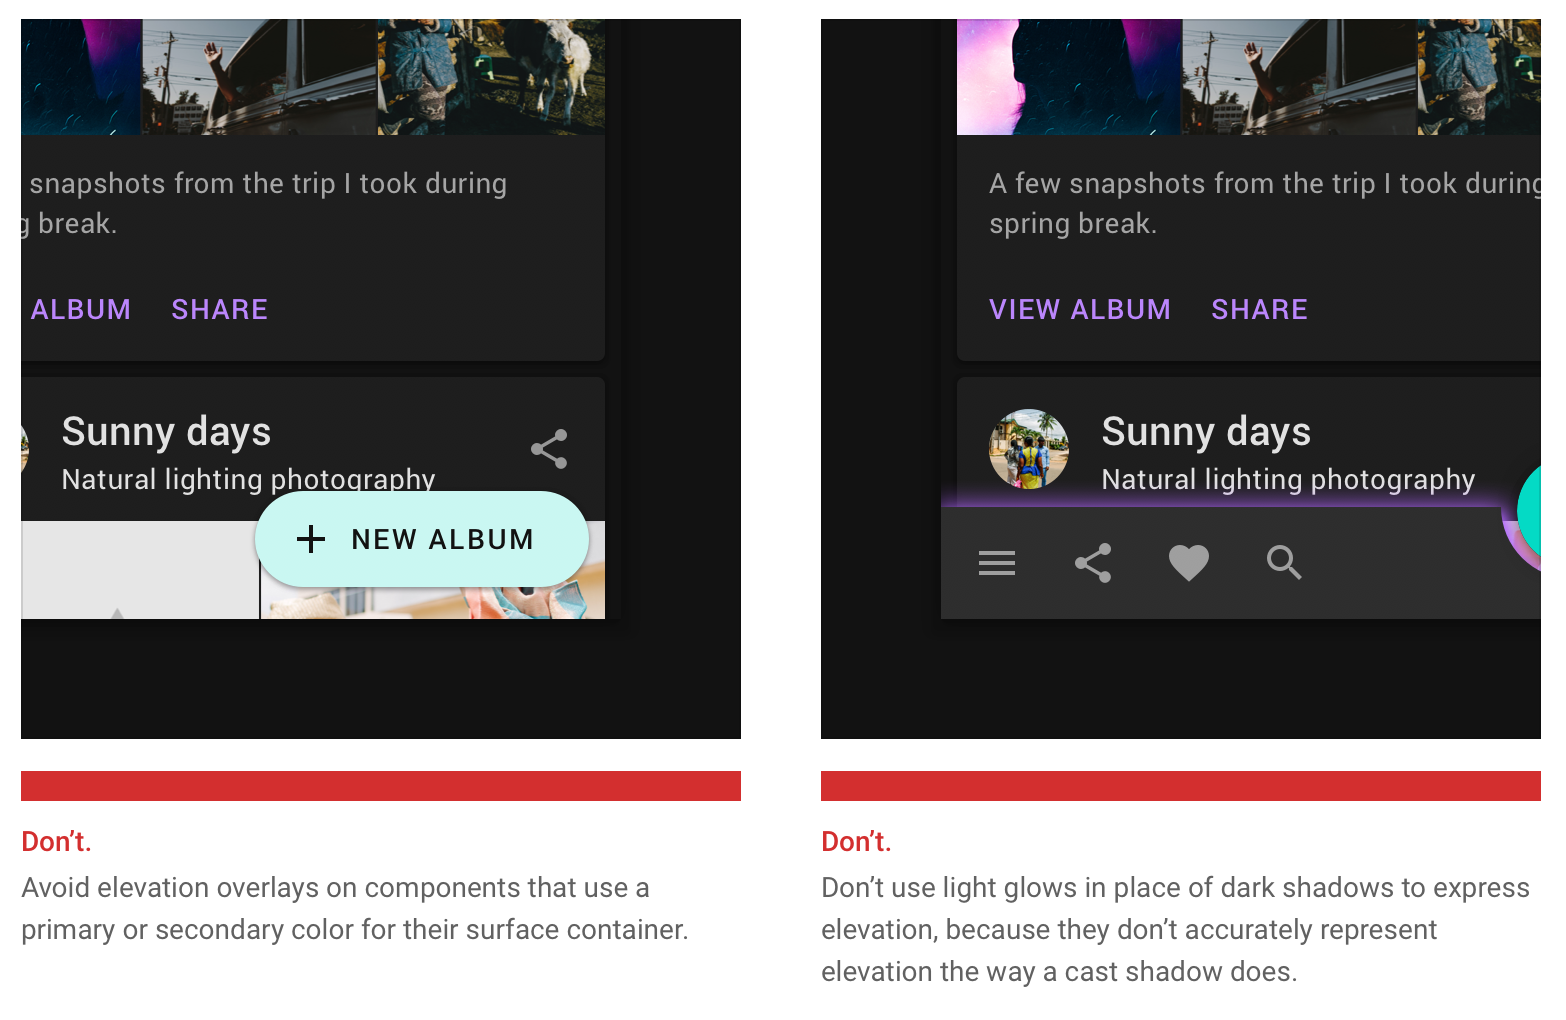 snapshots from the trip I took during
g break.
ALBUM SHARE
Sunny days
Natural lighting photography
+ NEW ALBUM
Don’t.
Avoid elevation overlays on components that use a
primary or secondary color for their surface container.
A few snapshots from the trip I took during
spring break.
VIEW ALBUM SHARE
Sunny days
Natural lighting photography
Don’t.
Don’t use light glows in place of dark shadows to express
elevation, because they don’t accurately represent
elevation the way a cast shadow does.